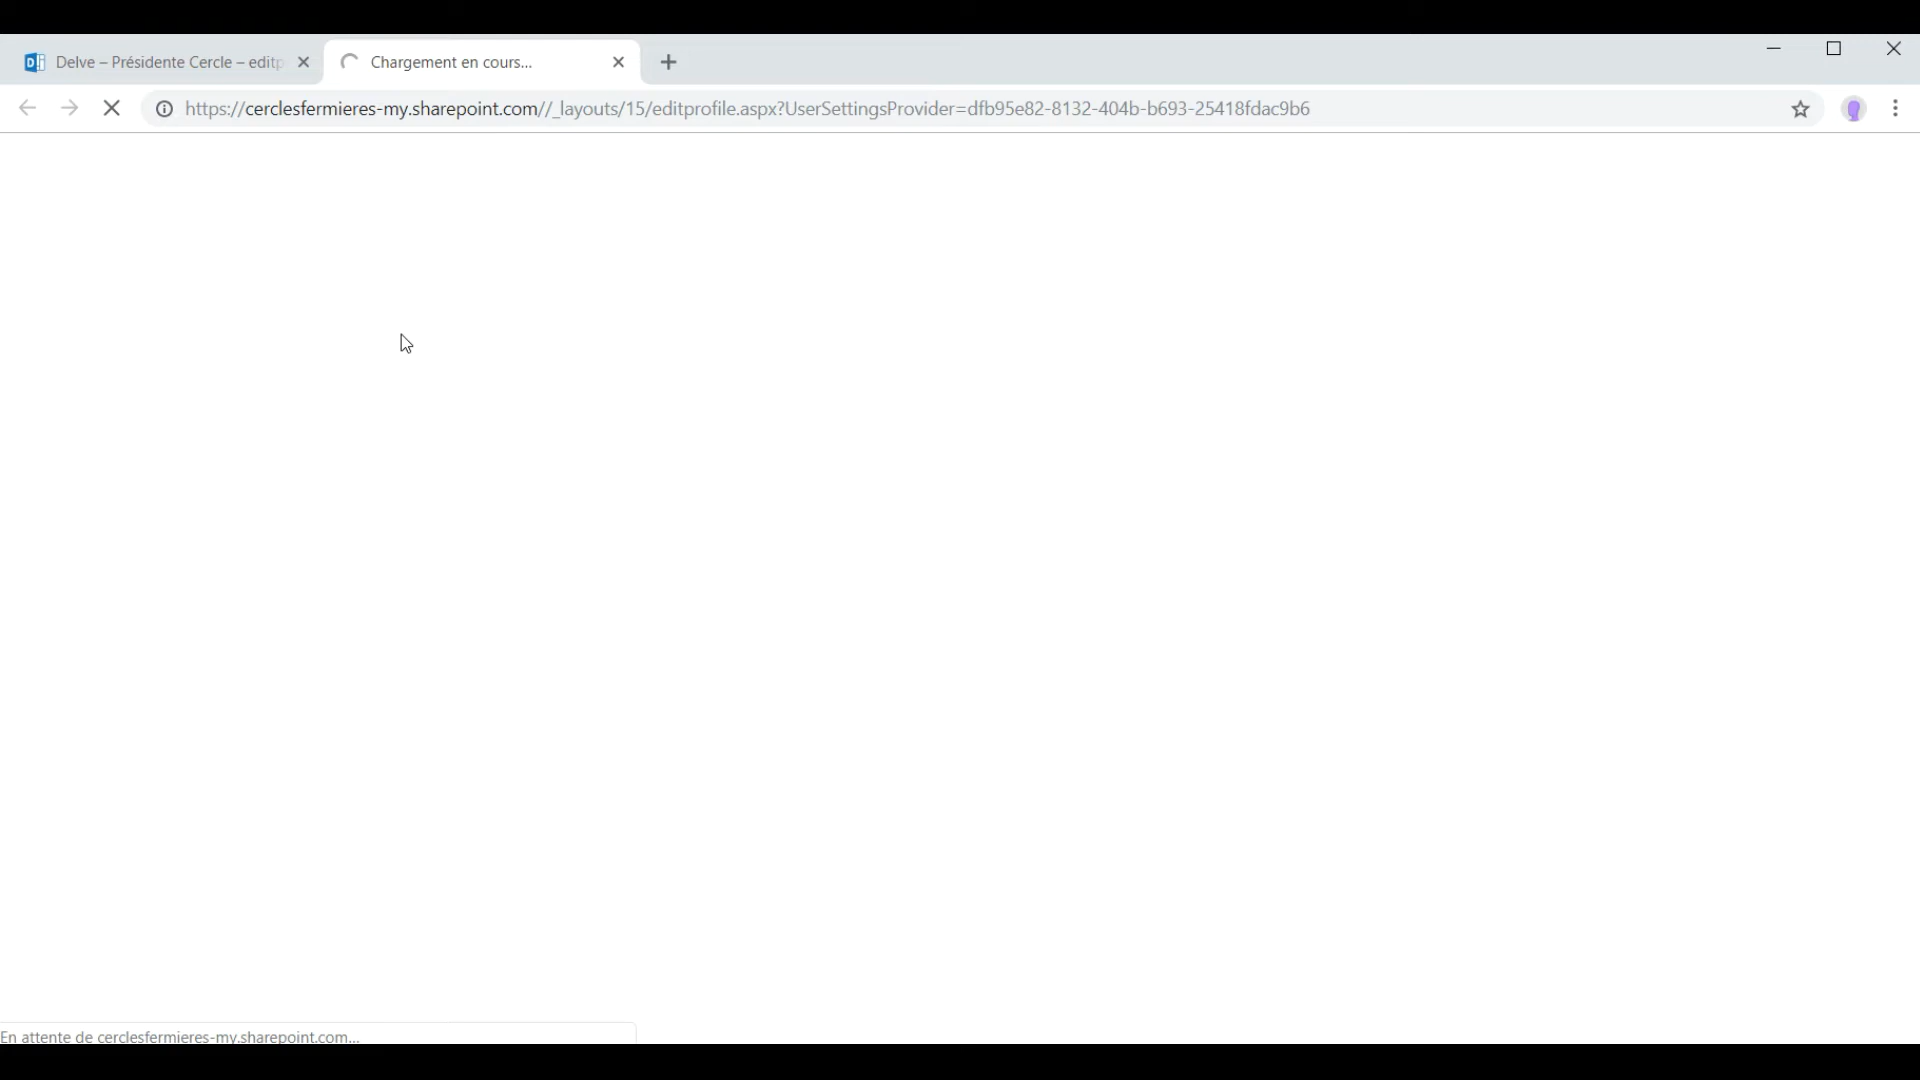 Delve – Présidente Cercle – editp
Chargement en cours...
https://cerclesfermieres-my.sharepoint.com//_layouts/15/editprofile.aspx?UserSettingsProvider=dfb95e82-8132-404b-b693-25418fdac9b6
En attente de cerclesfermieres-my.sharepoint.com...